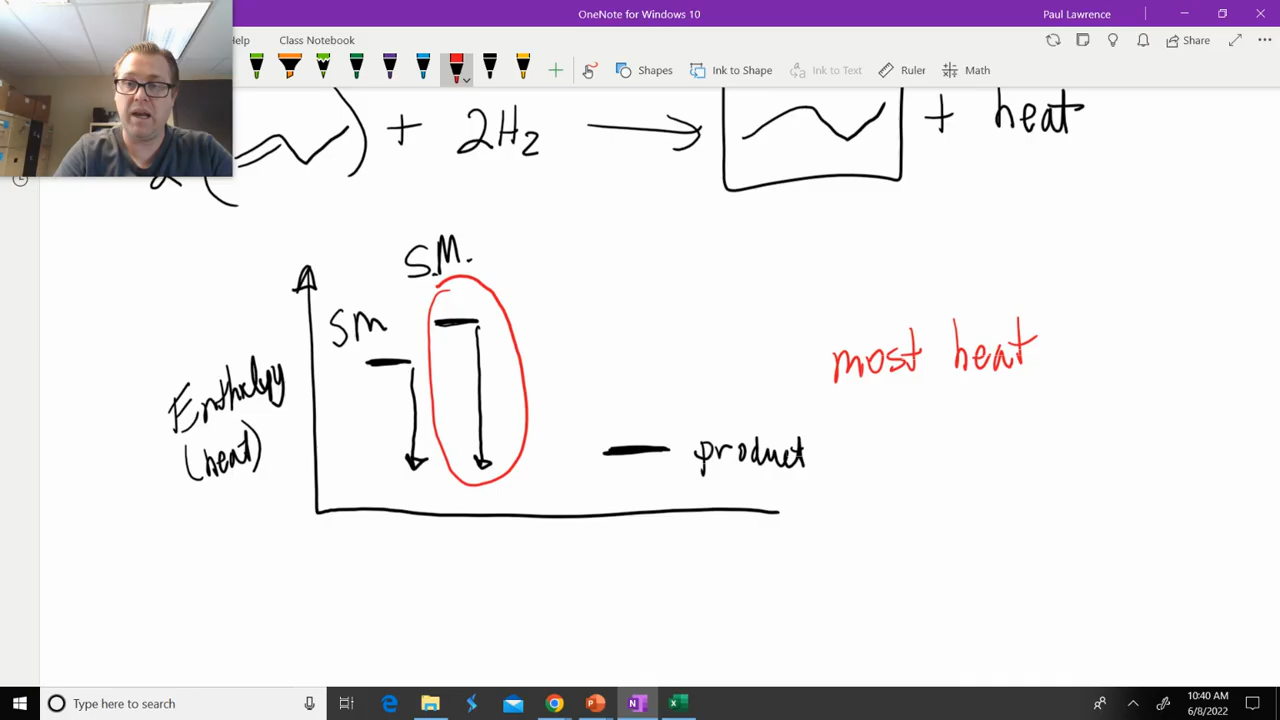 OneNote for Windows 10
Paul Lawrence
Help
Class Notebook
Share
Shapes
Ink to Shape
Ink to Text
Ruler
Math
2( ) + 2H2 → + heat
S.M.
SM
Enthalpy
(heat)
most heat
product
Type here to search
10:40 AM
6/8/2022